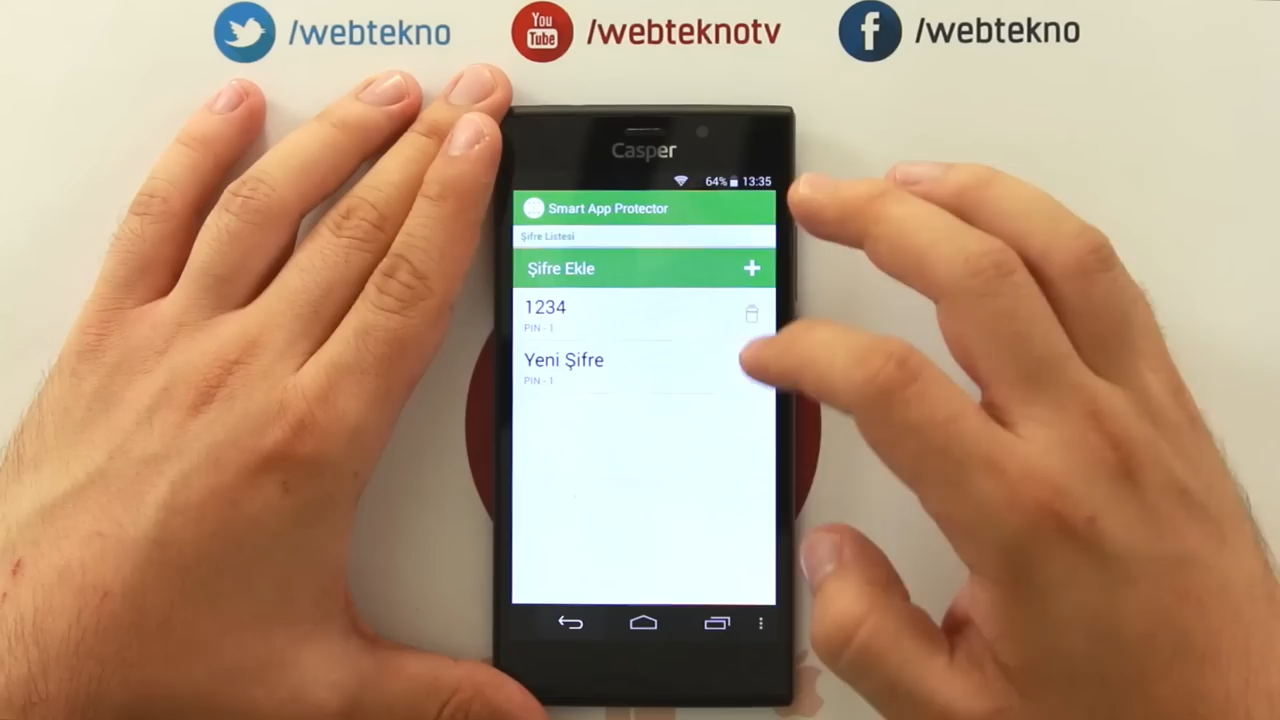 /webtekno
You Tube
/webteknotv
/webtekno
Casper
64% 13:35
Smart App Protector
Şifre Listesi
Şifre Ekle
1234
PIN - 1
Yeni Şifre
PIN - 1